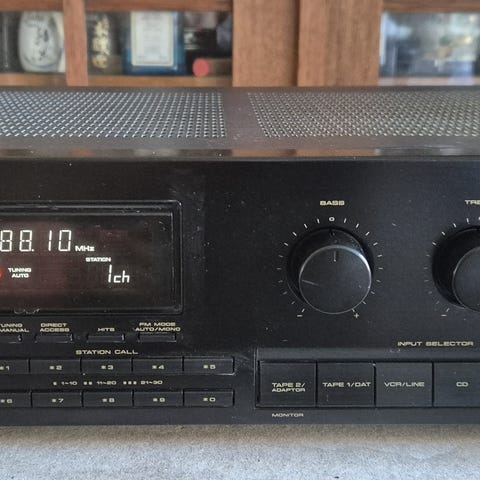 BASS
0
88.10 MHz
STATION
TUNING
AUTO
1ch
- +
TUNING
MANUAL
DIRECT
ACCESS
HITS
FM MODE
AUTO/MONO
STATION CALL
INPUT SELECTOR
*1 *2 *3 *4 *5
* 1~10 ** 11~20 *** 21~30
*6 *7 *8 *9 *0
TAPE 2/
ADAPTOR
TAPE 1/DAT
VCR/LINE
CD
MONITOR